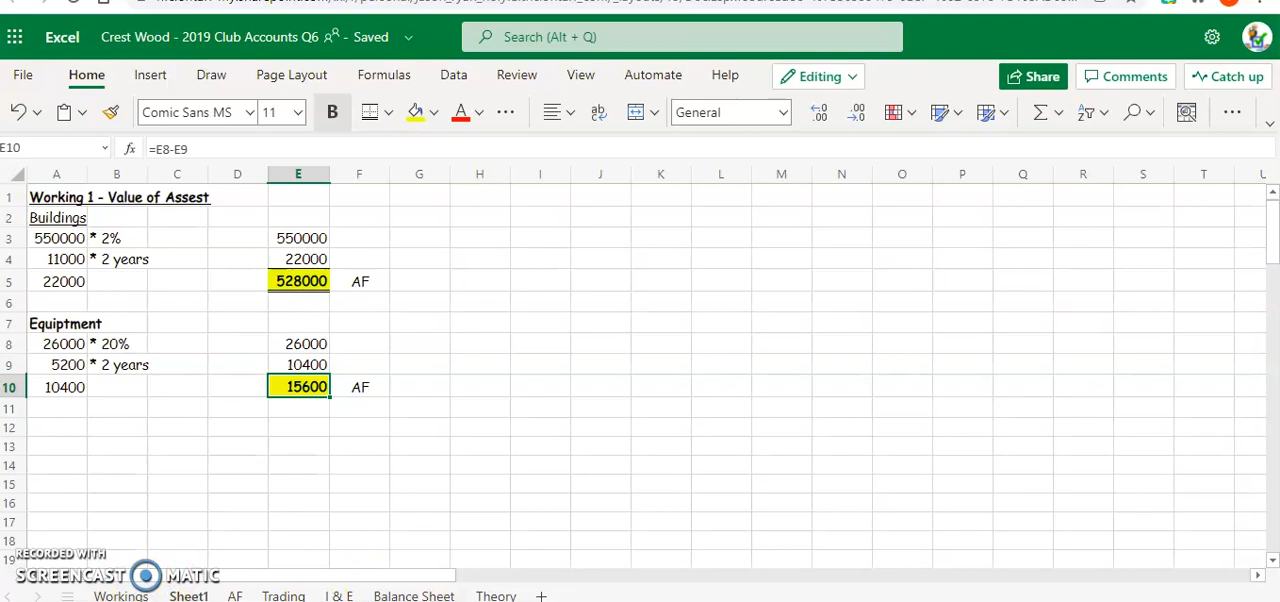 Excel Crest Wood - 2019 Club Accounts Q6 - Saved Search (Alt + Q)
File Home Insert Draw Page Layout Formulas Data Review View Automate Help Editing Share Comments Catch up
Comic Sans MS 11 B A ab General
E10 fx =E8-E9
A B C D E F G H I J K L M N O P Q R S T U
1 Working 1 - Value of Assest
2 Buildings
3 550000 * 2% 550000
4 11000 * 2 years 22000
5 22000 528000 AF
6
7 Equiptment
8 26000 * 20% 26000
9 5200 * 2 years 10400
10 10400 15600 AF
11
12
13
14
15
16
17
18
19
RECORDED WITH
SCREENCAST MATIC
Workings Sheet1 AF Trading I & E Balance Sheet Theory